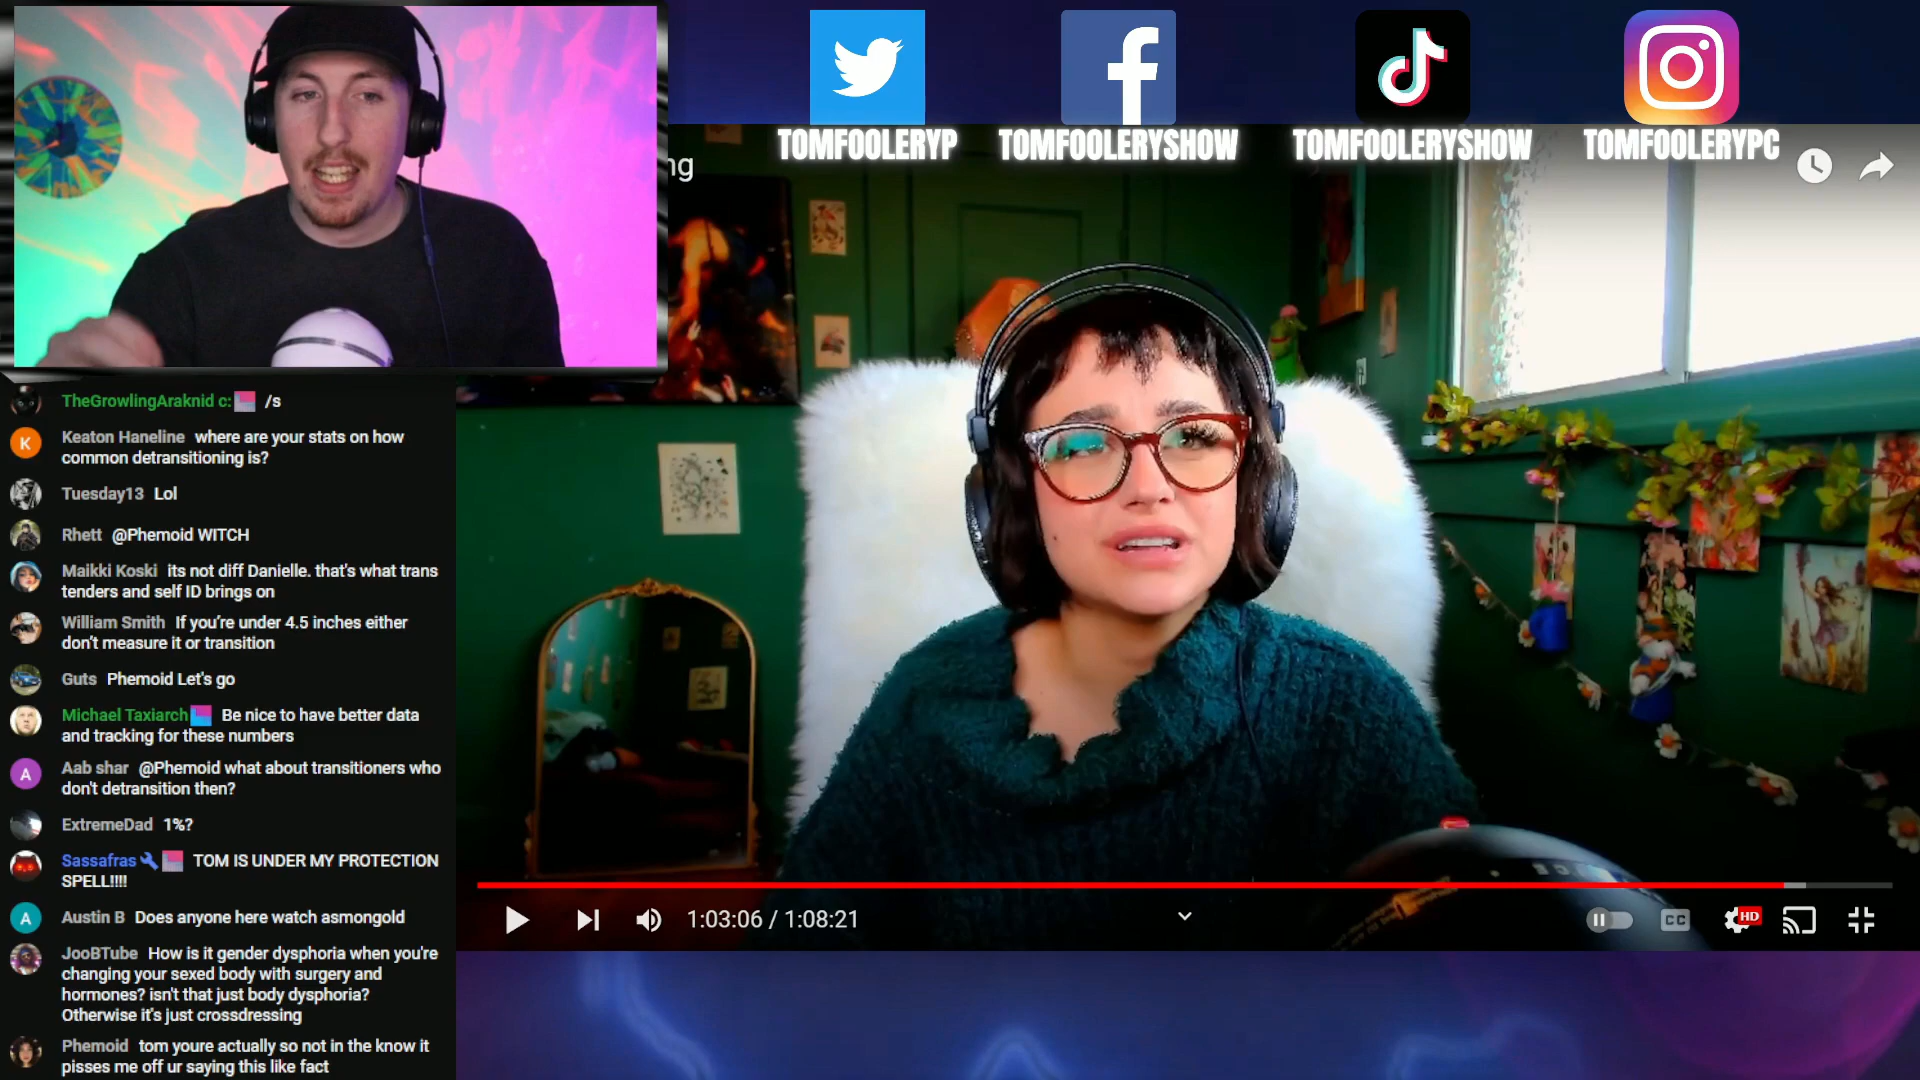 ng
TOMFOOLERYP
TOMFOOLERYSHOW
TOMFOOLERYSHOW
TOMFOOLERYPC
TheGrowlingAraknid c: /s
K
Keaton Haneline where are your stats on how
common detransitioning is?
Tuesday13 Lol
Rhett @Phemoid WITCH
Maikki Koski its not diff Danielle. that's what trans
tenders and self ID brings on
William Smith If you're under 4.5 inches either
don't measure it or transition
Guts Phemoid Let's go
Michael Taxiarch Be nice to have better data
and tracking for these numbers
A
Aab shar @Phemoid what about transitioners who
don't detransition then?
ExtremeDad 1%?
Sassafras TOM IS UNDER MY PROTECTION
SPELL!!!!
A
Austin B Does anyone here watch asmongold
JooBTube How is it gender dysphoria when you're
changing your sexed body with surgery and
hormones? isn't that just body dysphoria?
Otherwise it's just crossdressing
Phemoid tom youre actually so not in the know it
pisses me off ur saying this like fact
1:03:06 / 1:08:21
CC
HD